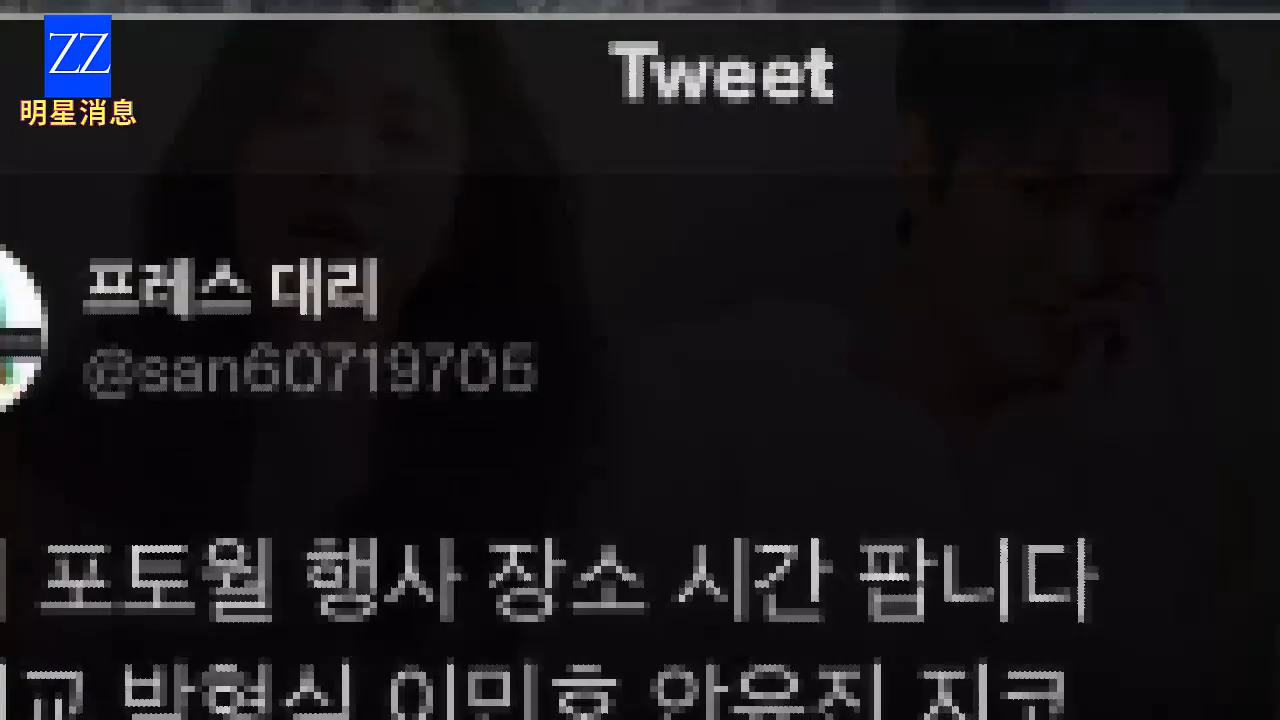 ZZ
明星消息
Tweet
프레스 대리
@san60719705
포토월 행사 장소 시간 팝니다
박형식 이민호 안유진 지코